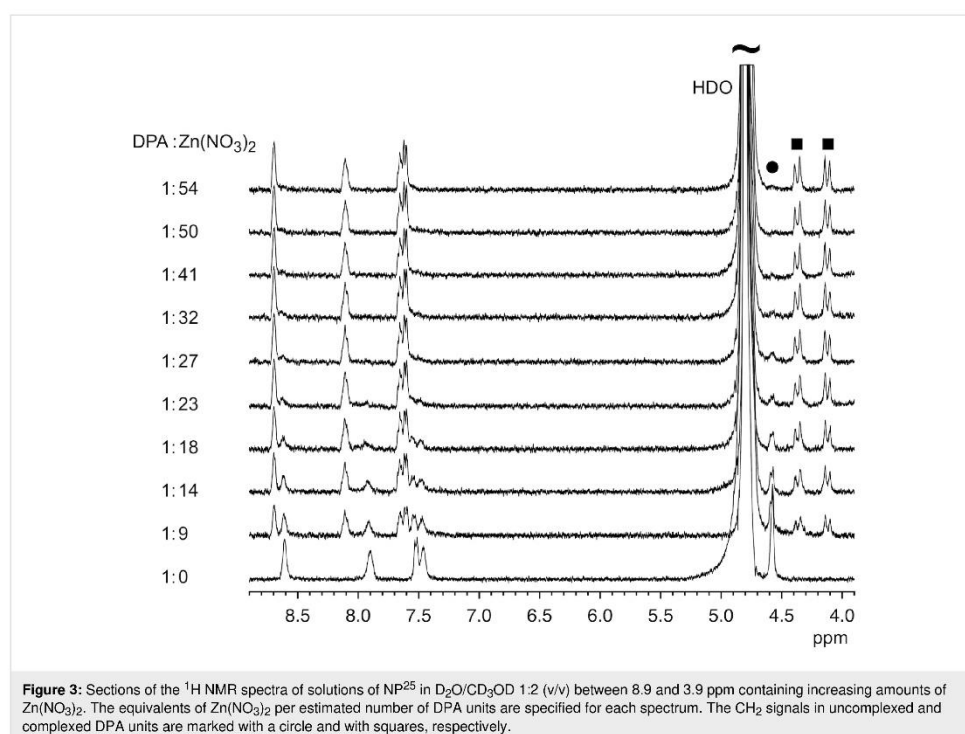 HDO
DPA:Zn(NO3)2
1:54
1:50
1:41
1:32
1:27
1:23
1:18
1:14
1:9
1:0
8.5 8.0 7.5 7.0 6.5 6.0 5.5 5.0 4.5 4.0
ppm
Figure 3: Sections of the 1H NMR spectra of solutions of NP25 in D2O/CD3OD 1:2 (v/v) between 8.9 and 3.9 ppm containing increasing amounts of
Zn(NO3)2. The equivalents of Zn(NO3)2 per estimated number of DPA units are specified for each spectrum. The CH2 signals in uncomplexed and
complexed DPA units are marked with a circle and with squares, respectively.